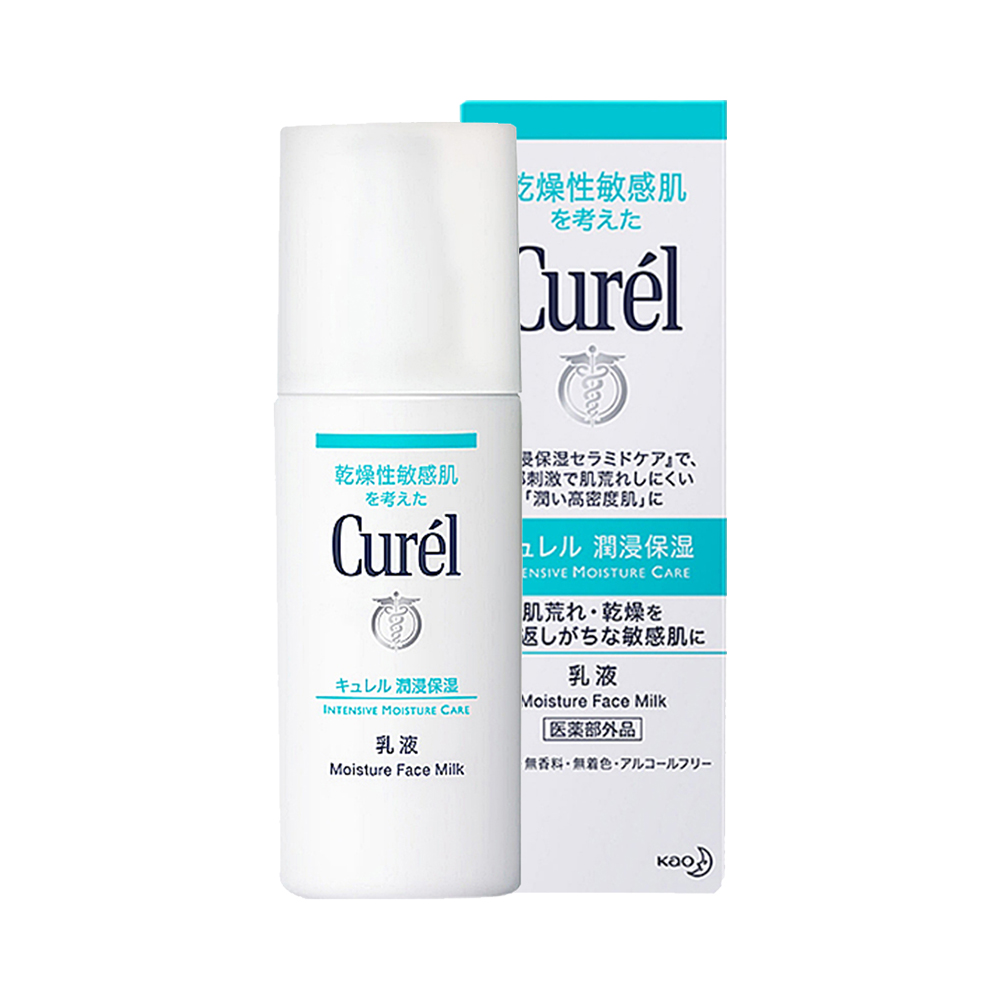 乾燥性敏感肌
を考えた
Curél
キュレル 潤浸保湿
INTENSIVE MOISTURE CARE
乳液
Moisture Face Milk
燥性敏感肌
を考えた
Curél
浸保湿セラミドケア』で、
刺激で肌荒れしにくい
「潤い高密度肌」に
ュレル 潤浸保湿
ENSIVE MOISTURE CARE
肌荒れ・乾燥を
返しがちな敏感肌に
乳液
Moisture Face Milk
医薬部外品
無香料・無着色・アルコールフリー
Kao